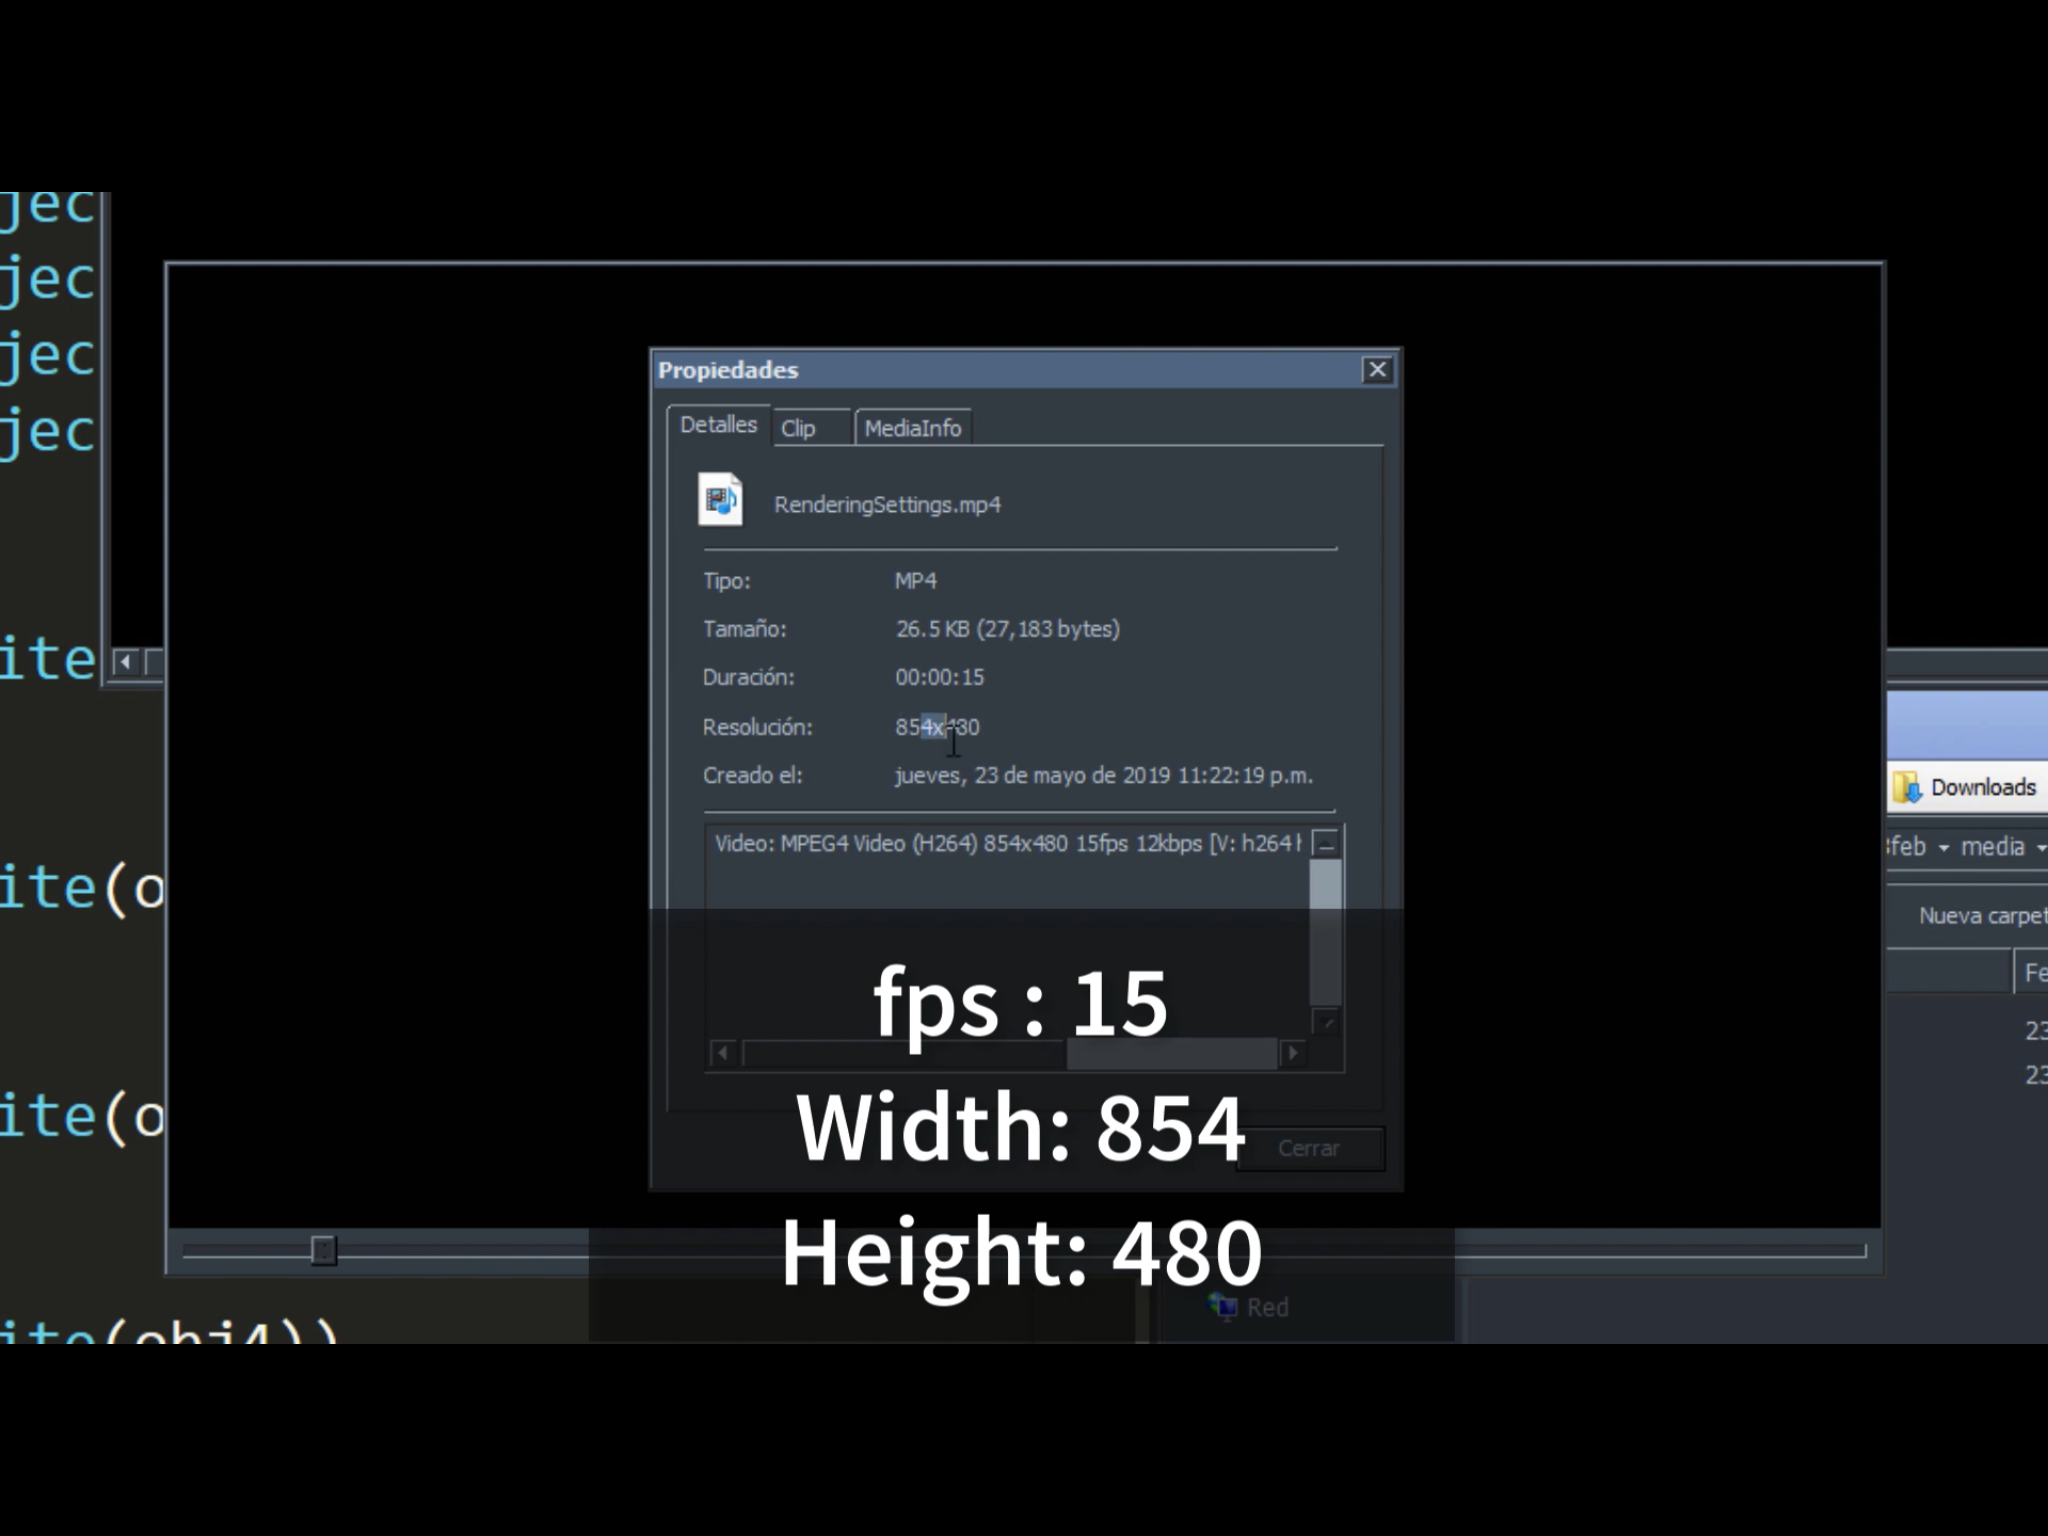 jec
jec
jec
jec
ite
ite(o
ite(o
ite(obj4))
Propiedades
Detalles Clip MediaInfo
RenderingSettings.mp4
Tipo: MP4
Tamaño: 26.5 KB (27,183 bytes)
Duración: 00:00:15
Resolución: 854x480
Creado el: jueves, 23 de mayo de 2019 11:22:19 p.m.
Video: MPEG4 Video (H264) 854x480 15fps 12kbps [V: h264 h
fps : 15
Width: 854
Cerrar
Height: 480
Red
Downloads
feb media
Nueva carpet
Fe
23
23